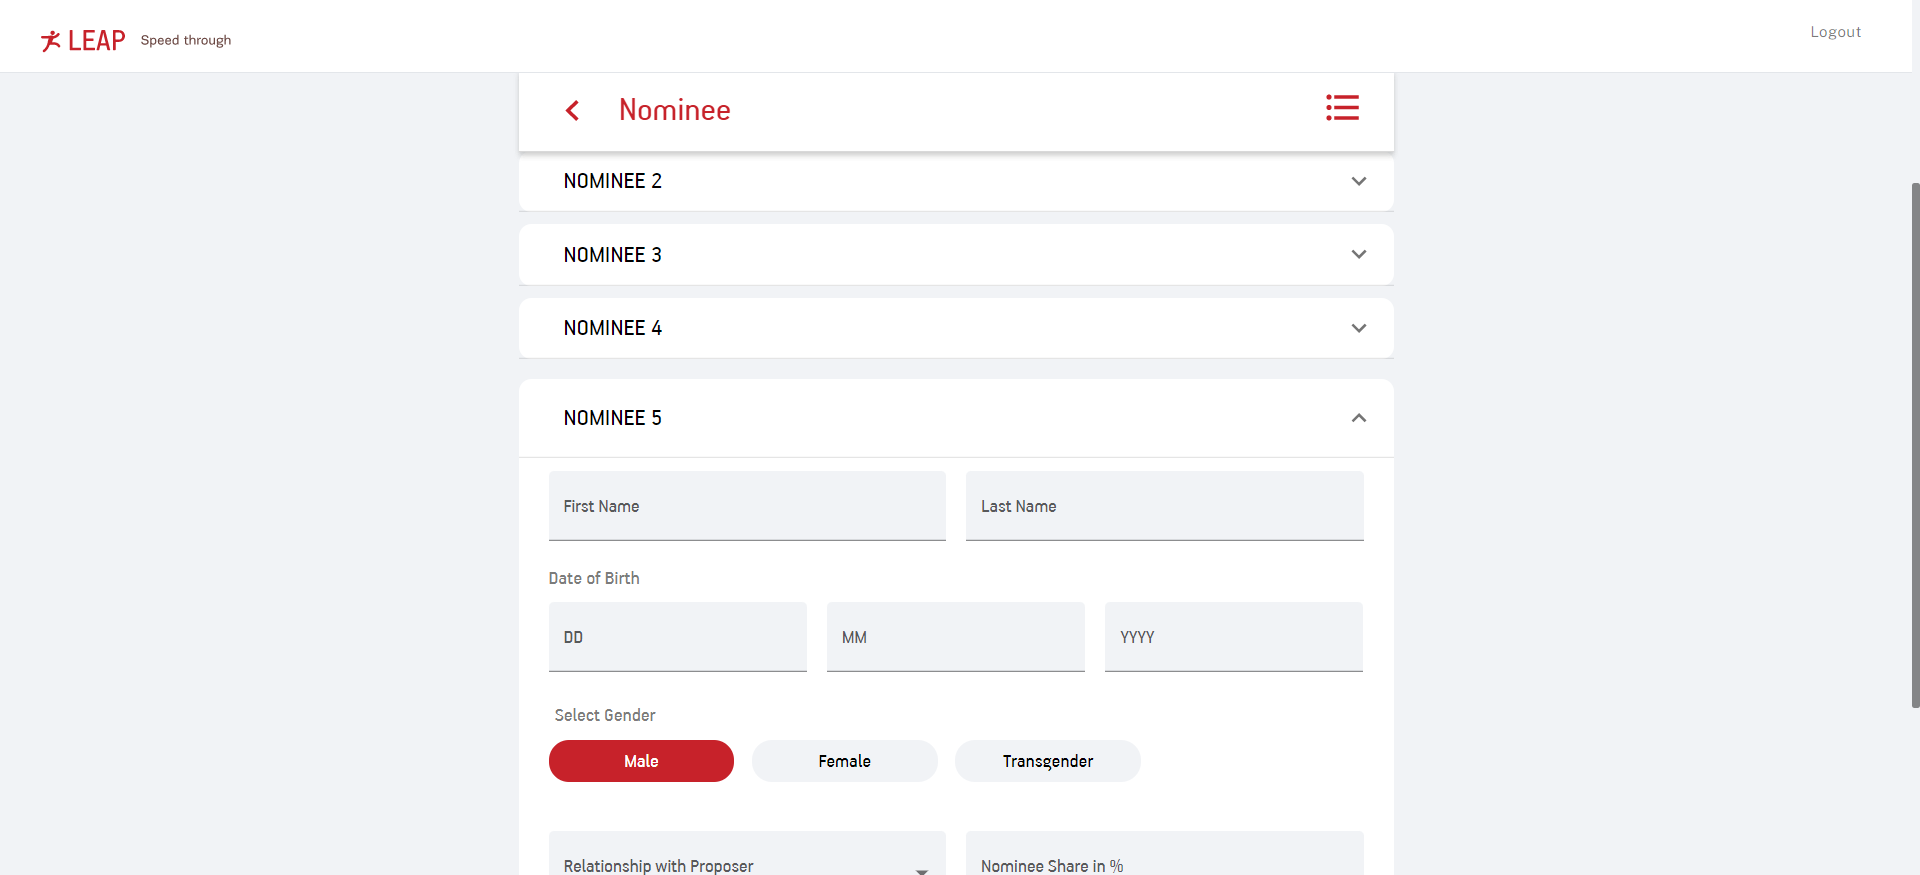 LEAP Speed through Logout
Nominee
NOMINEE 2
NOMINEE 3
NOMINEE 4
NOMINEE 5
First Name Last Name
Date of Birth
DD MM YYYY
Select Gender
Male Female Transgender
Relationship with Proposer Nominee Share in %